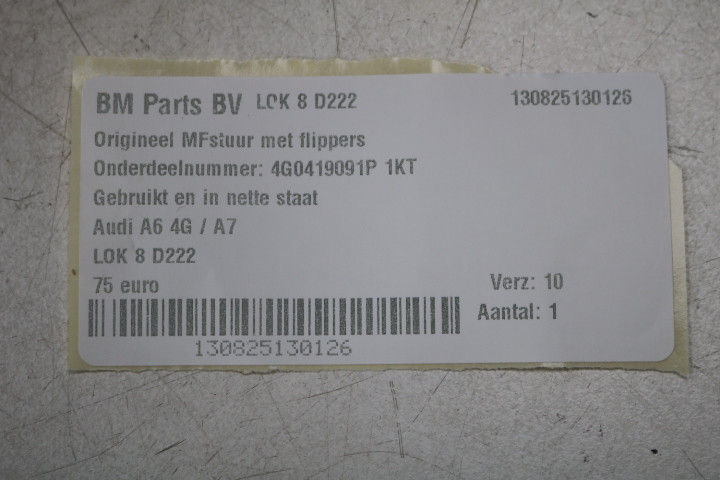 BM Parts BV LOK 8 D222 130825130126
Origineel MFstuur met flippers
Onderdeelnummer: 4G0419091P 1KT
Gebruikt en in nette staat
Audi A6 4G / A7
LOK 8 D222
75 euro Verz: 10
Aantal: 1
130825130126